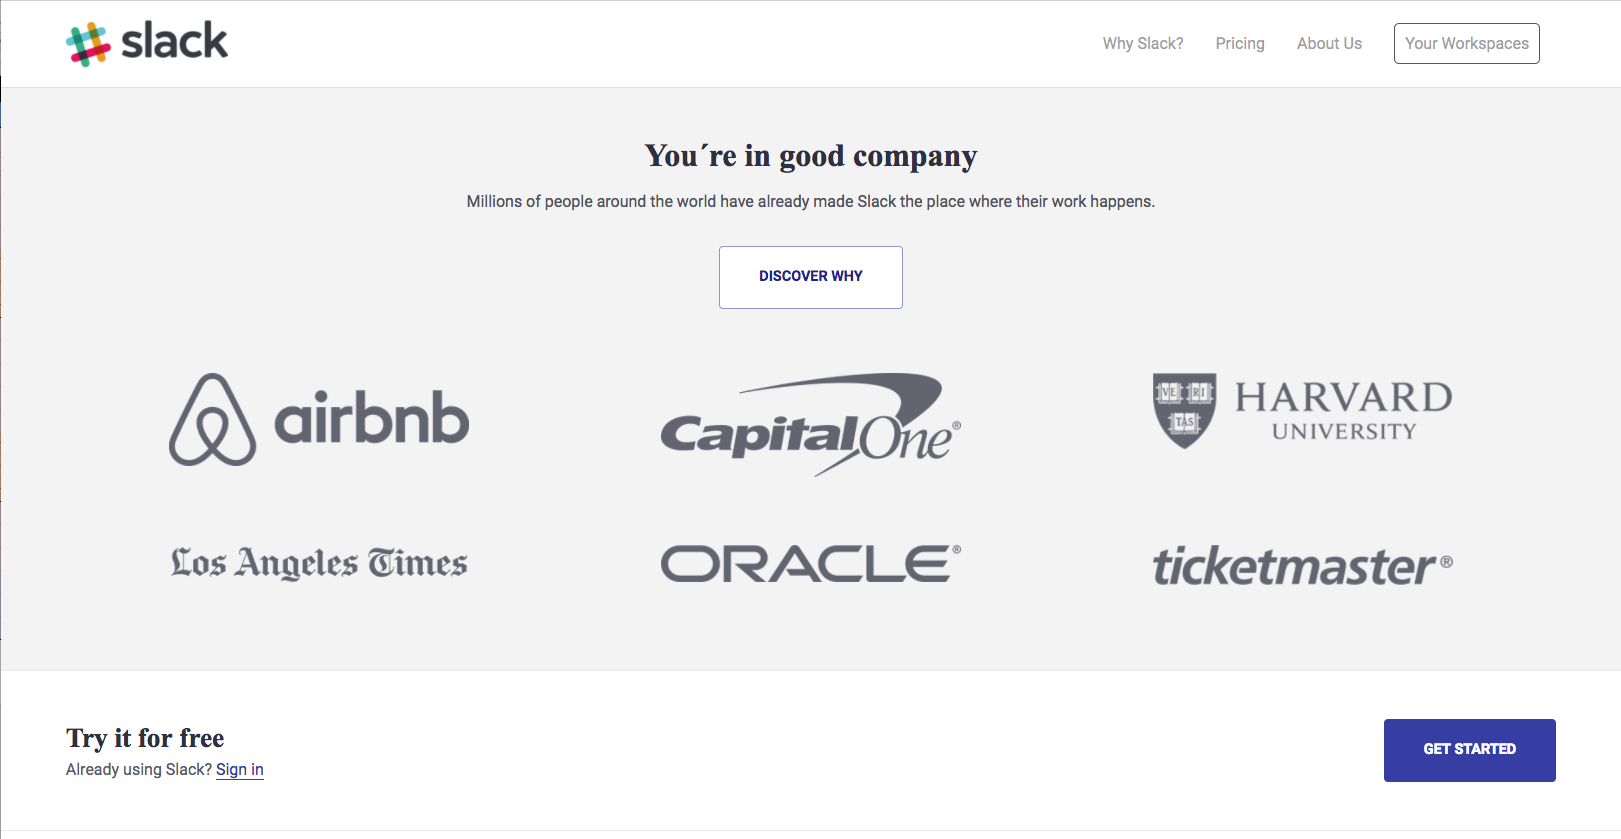 slack
Why Slack? Pricing About Us Your Workspaces
You´re in good company
Millions of people around the world have already made Slack the place where their work happens.
DISCOVER WHY
airbnb
CapitalOne®
VE RI TAS
HARVARD
UNIVERSITY
Los Angeles Times
ORACLE®
ticketmaster®
Try it for free
Already using Slack? Sign in
GET STARTED